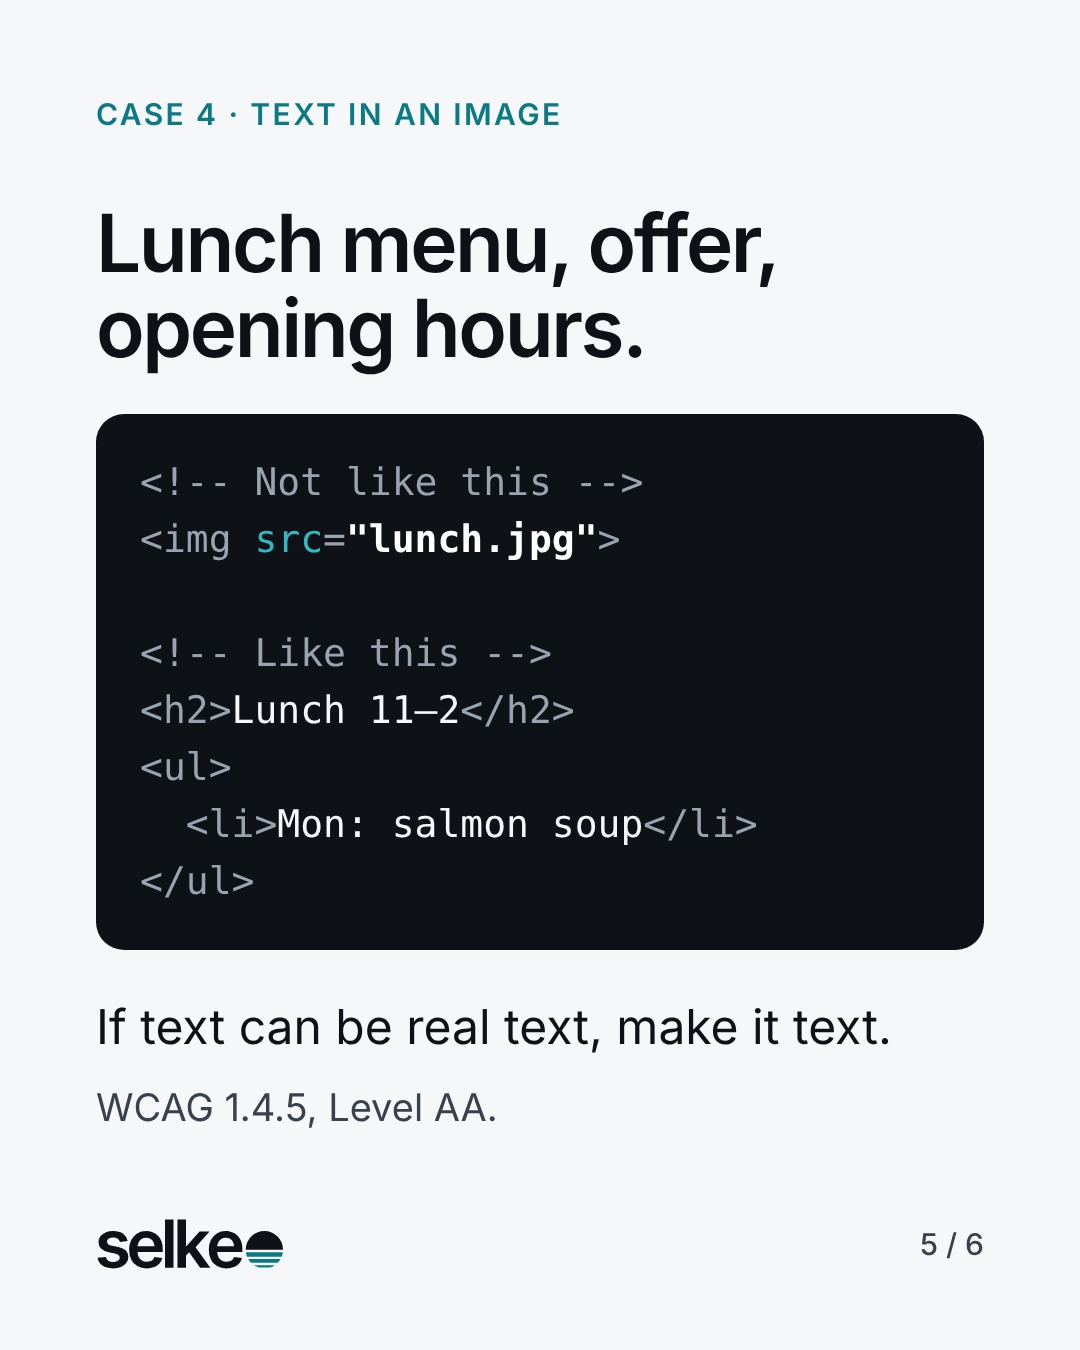 CASE 4 · TEXT IN AN IMAGE
Lunch menu, offer,
opening hours.
<!-- Not like this -->
<img src="lunch.jpg">
<!-- Like this -->
<h2>Lunch 11–2</h2>
<ul>
  <li>Mon: salmon soup</li>
</ul>
If text can be real text, make it text.
WCAG 1.4.5, Level AA.
selkeo
5 / 6